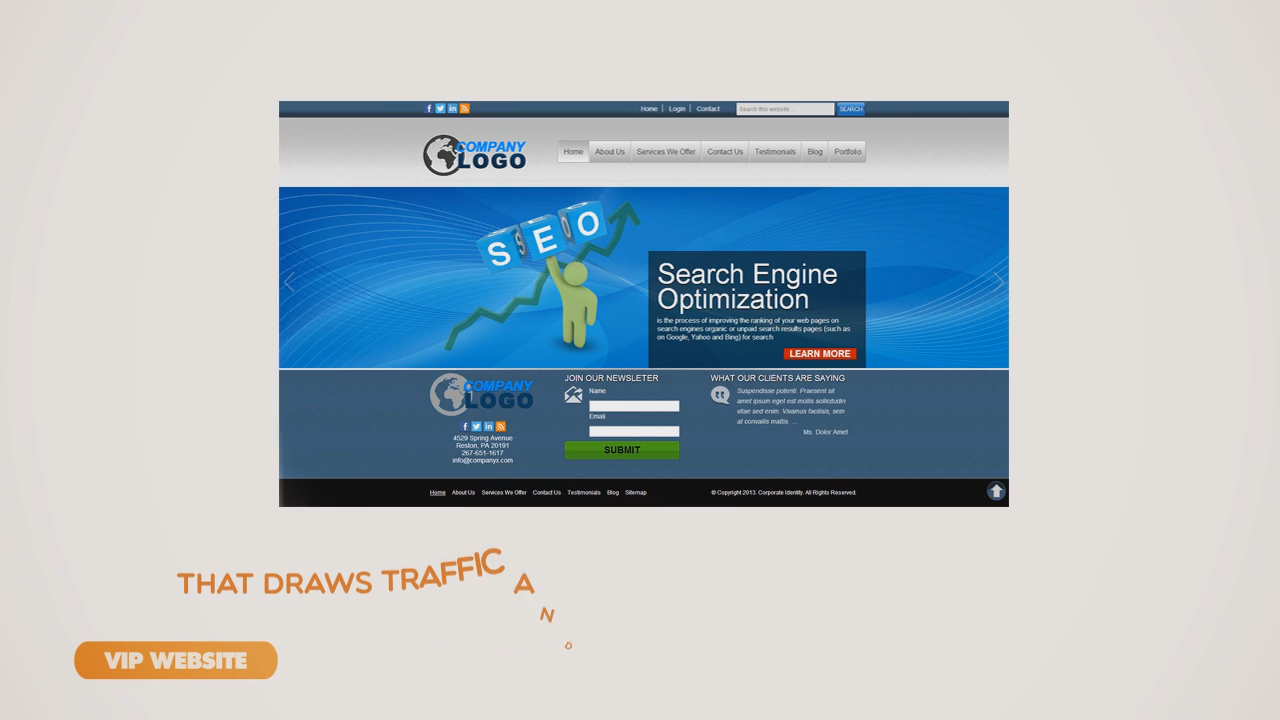 Home Login Contact Search this website... SEARCH
COMPANY
LOGO
Home About Us Services We Offer Contact Us Testimonials Blog Portfolio
SEO
Search Engine
Optimization
is the process of improving the ranking of your web pages on
search engines organic or unpaid search results pages (such as
on Google, Yahoo and Bing) for search
LEARN MORE
COMPANY
LOGO
4529 Spring Avenue
Reston, PA 20191
267-651-1617
info@companyx.com
JOIN OUR NEWSLETER
Name
Email
SUBMIT
WHAT OUR CLIENTS ARE SAYING
Suspendisse potenti. Praesent sit
amet ipsum eget est mollis sollicitudin
vitae sed enim. Vivamus facilisis, sem
at convallis mattis. ...
Ms. Dolor Amet
Home About Us Services We Offer Contact Us Testimonials Blog Sitemap
© Copyright 2013. Corporate Identity. All Rights Reserved.
THAT DRAWS TRAFFIC AND
VIP WEBSITE